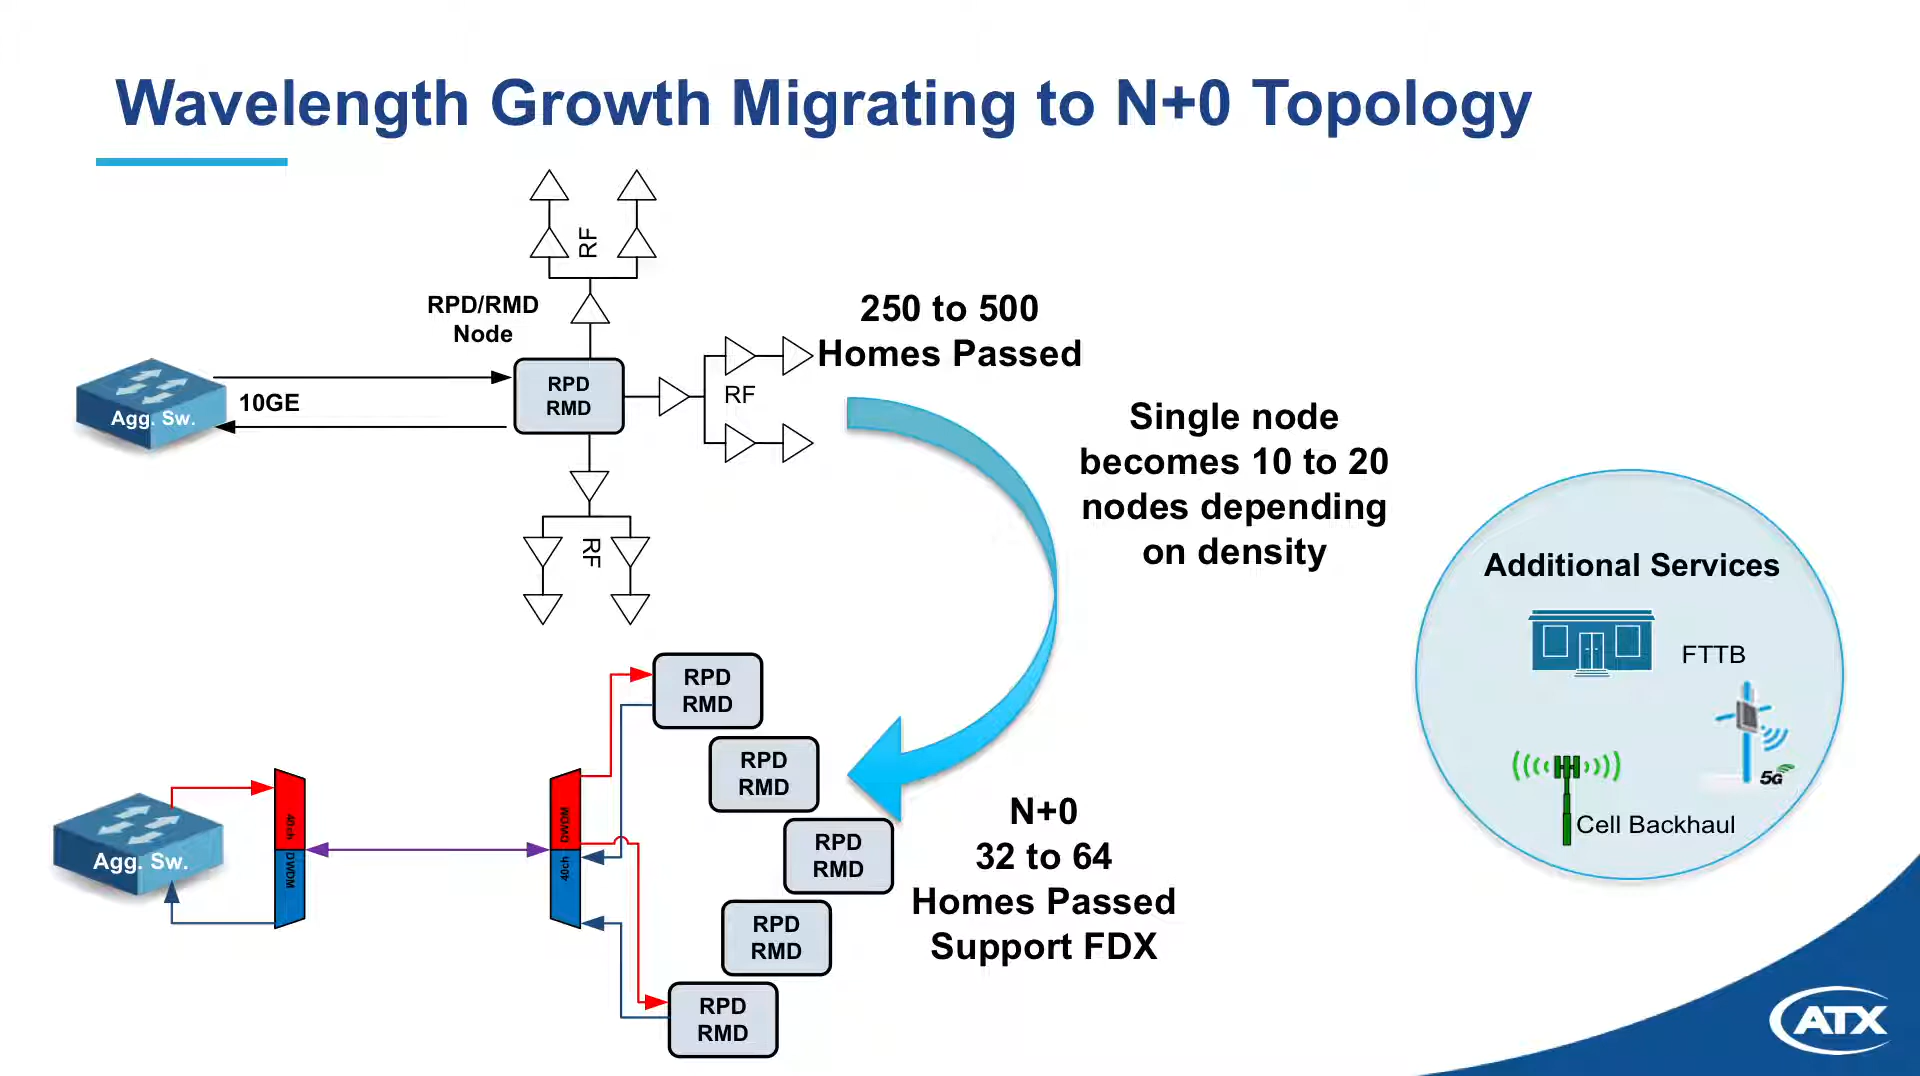 Wavelength Growth Migrating to N+0 Topology
RF
RPD/RMD
Node
250 to 500
Homes Passed
Agg. Sw.
10GE
RPD
RMD
RF
Single node
becomes 10 to 20
nodes depending
on density
RF
Additional Services
FTTB
5G
Cell Backhaul
RPD
RMD
RPD
RMD
RPD
RMD
RPD
RMD
RPD
RMD
Agg. Sw.
40ch
DWDM
DWDM
40ch
N+0
32 to 64
Homes Passed
Support FDX
ATX